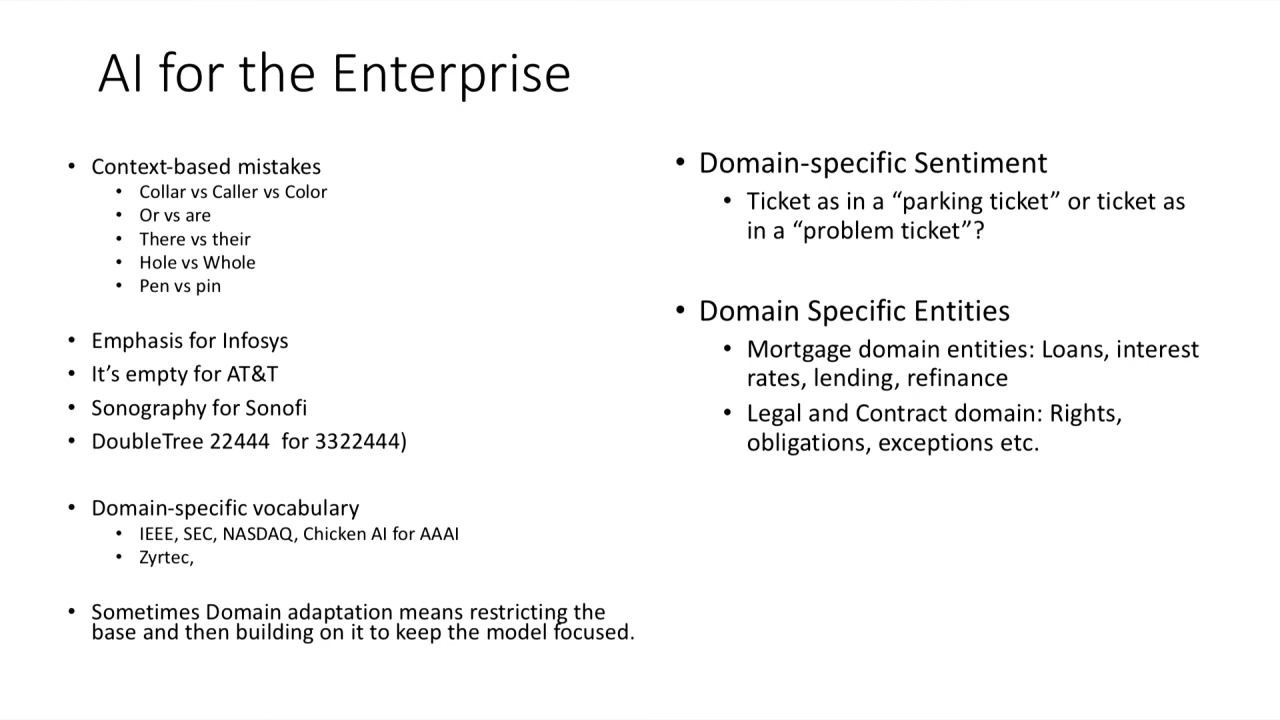 AI for the Enterprise
• Context-based mistakes
• Collar vs Caller vs Color
• Or vs are
• There vs their
• Hole vs Whole
• Pen vs pin
• Emphasis for Infosys
• It’s empty for AT&T
• Sonography for Sonofi
• DoubleTree 22444  for 3322444)
• Domain-specific vocabulary
• IEEE, SEC, NASDAQ, Chicken AI for AAAI
• Zyrtec,
• Sometimes Domain adaptation means restricting the
base and then building on it to keep the model focused.
• Domain-specific Sentiment
• Ticket as in a “parking ticket” or ticket as
in a “problem ticket”?
• Domain Specific Entities
• Mortgage domain entities: Loans, interest
rates, lending, refinance
• Legal and Contract domain: Rights,
obligations, exceptions etc.